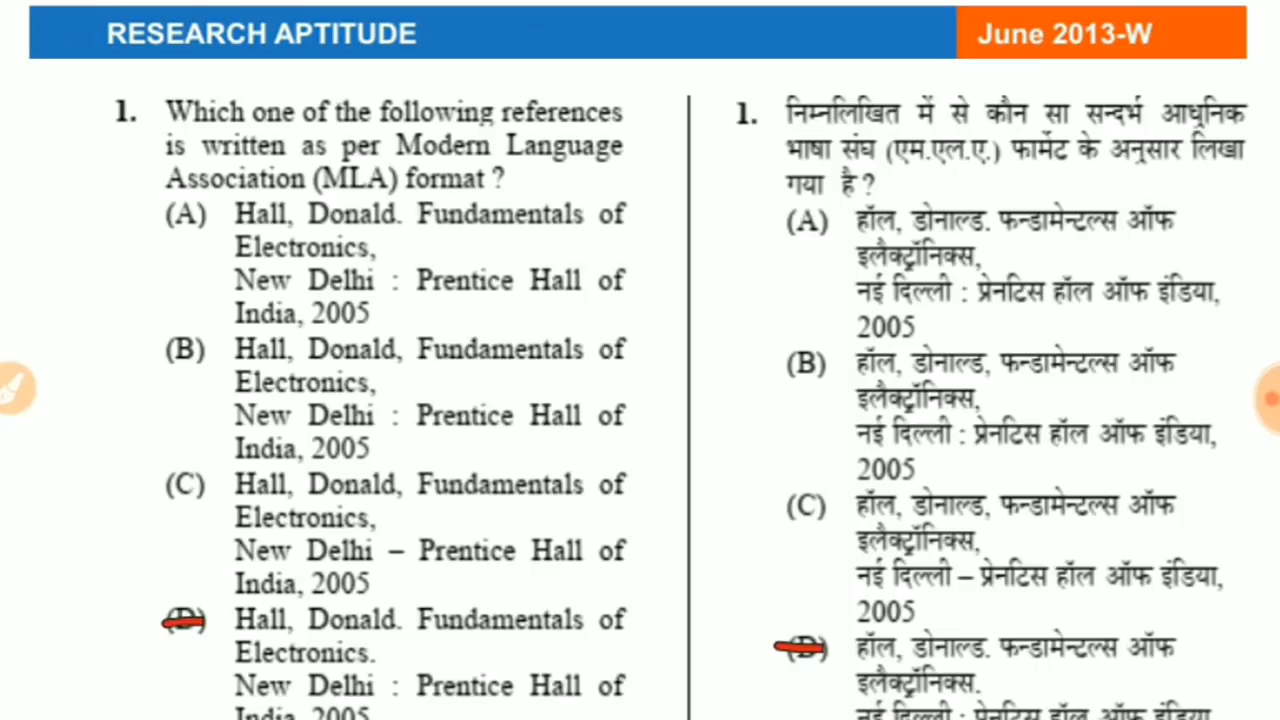 RESEARCH APTITUDE
June 2013-W
1. Which one of the following references
is written as per Modern Language
Association (MLA) format ?
(A) Hall, Donald. Fundamentals of
Electronics,
New Delhi : Prentice Hall of
India, 2005
(B) Hall, Donald, Fundamentals of
Electronics,
New Delhi : Prentice Hall of
India, 2005
(C) Hall, Donald, Fundamentals of
Electronics,
New Delhi – Prentice Hall of
India, 2005
(D) Hall, Donald. Fundamentals of
Electronics.
New Delhi : Prentice Hall of
India, 2005
1. निम्नलिखित में से कौन सा सन्दर्भ आधुनिक
भाषा संघ (एम.एल.ए.) फार्मेट के अनुसार लिखा
गया है ?
(A) हॉल, डोनाल्ड. फन्डामेन्टल्स ऑफ
इलैक्ट्रॉनिक्स,
नई दिल्ली : प्रेनटिस हॉल ऑफ इंडिया,
2005
(B) हॉल, डोनाल्ड, फन्डामेन्टल्स ऑफ
इलैक्ट्रॉनिक्स,
नई दिल्ली : प्रेनटिस हॉल ऑफ इंडिया,
2005
(C) हॉल, डोनाल्ड, फन्डामेन्टल्स ऑफ
इलैक्ट्रॉनिक्स,
नई दिल्ली – प्रेनटिस हॉल ऑफ इंडिया,
2005
(D) हॉल, डोनाल्ड. फन्डामेन्टल्स ऑफ
इलैक्ट्रॉनिक्स.
नई दिल्ली : प्रेनटिस हॉल ऑफ इंडिया,